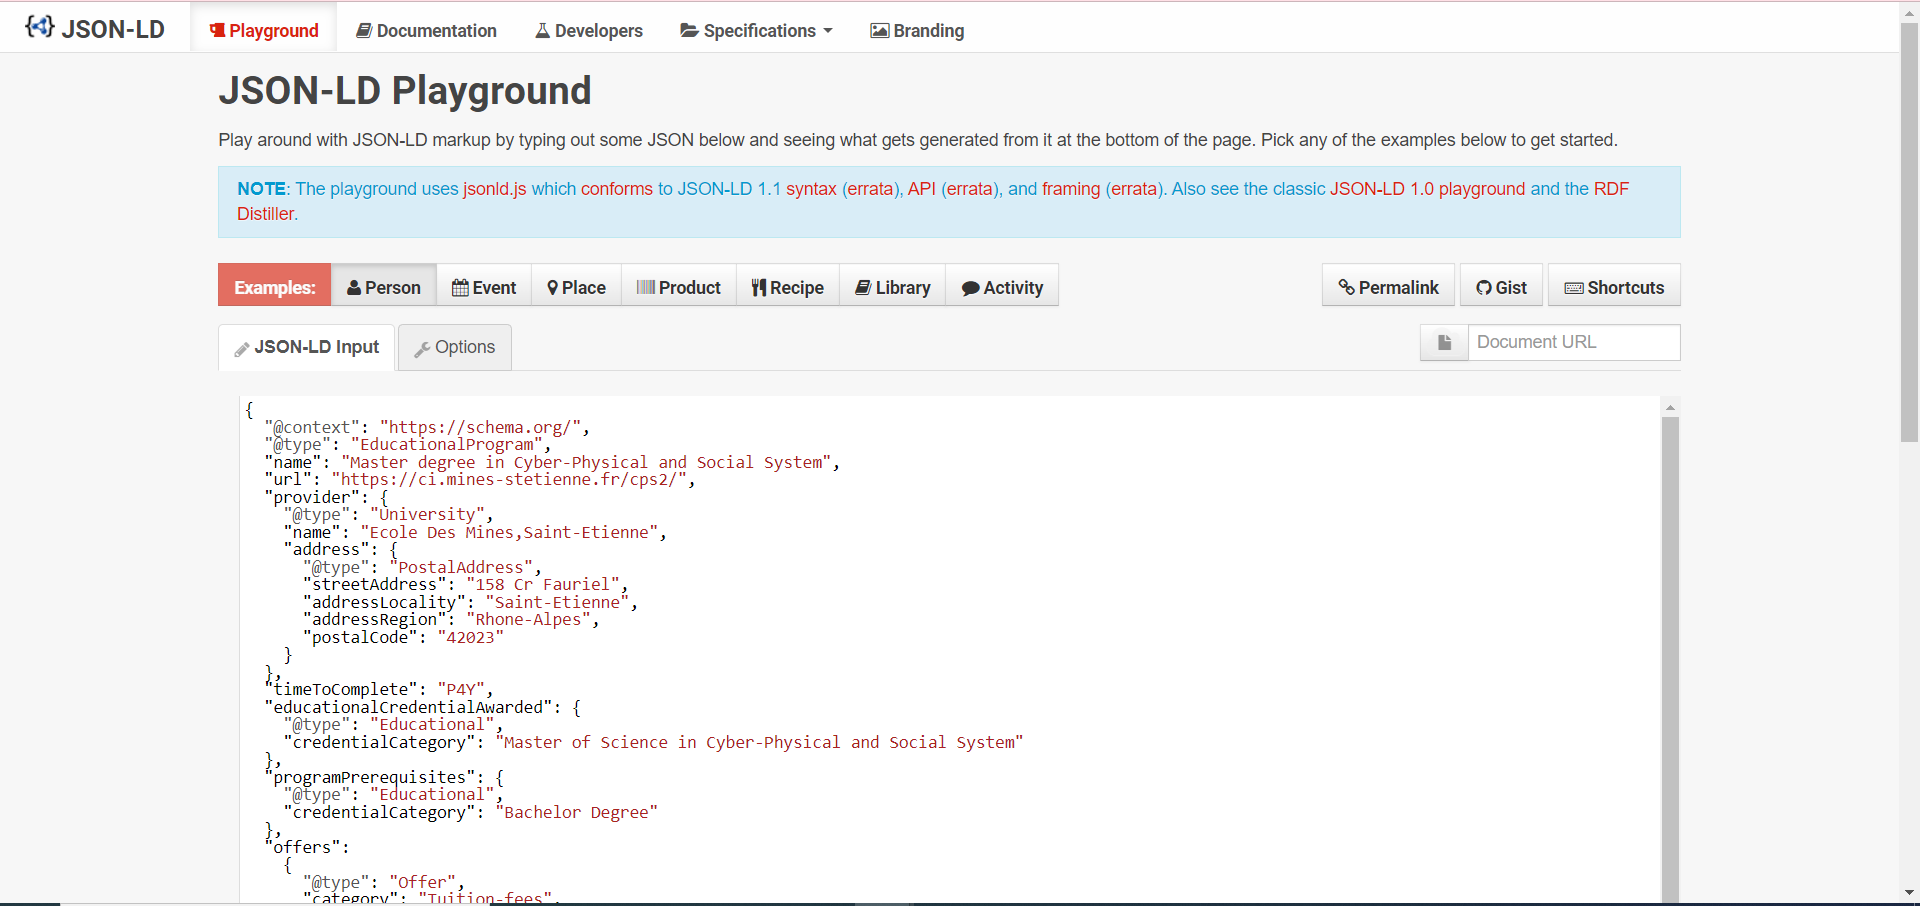 JSON-LD Playground Documentation Developers Specifications Branding
JSON-LD Playground
Play around with JSON-LD markup by typing out some JSON below and seeing what gets generated from it at the bottom of the page. Pick any of the examples below to get started.
NOTE: The playground uses jsonld.js which conforms to JSON-LD 1.1 syntax (errata), API (errata), and framing (errata). Also see the classic JSON-LD 1.0 playground and the RDF
Distiller.
Examples: Person Event Place Product Recipe Library Activity Permalink Gist Shortcuts
JSON-LD Input Options Document URL
{
"@context": "https://schema.org/",
"@type": "EducationalProgram",
"name": "Master degree in Cyber-Physical and Social System",
"url": "https://ci.mines-stetienne.fr/cps2/",
"provider": {
"@type": "University",
"name": "Ecole Des Mines,Saint-Etienne",
"address": {
"@type": "PostalAddress",
"streetAddress": "158 Cr Fauriel",
"addressLocality": "Saint-Etienne",
"addressRegion": "Rhone-Alpes",
"postalCode": "42023"
}
},
"timeToComplete": "P4Y",
"educationalCredentialAwarded": {
"@type": "Educational",
"credentialCategory": "Master of Science in Cyber-Physical and Social System"
},
"programPrerequisites": {
"@type": "Educational",
"credentialCategory": "Bachelor Degree"
},
"offers":
{
"@type": "Offer",
"category": "Tuition-fees",